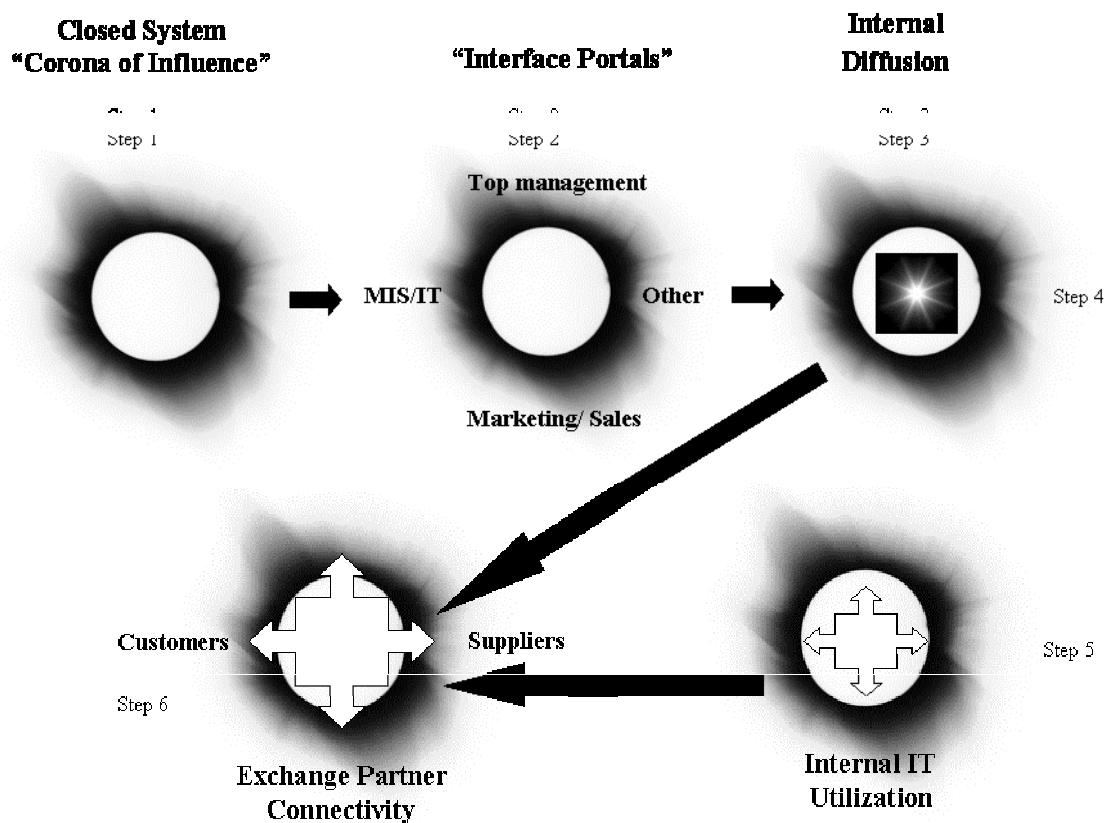 Closed System
“Corona of Influence”
“Interface Portals”
Internal
Diffusion
Step 1
Step 2
Step 3
Top management
MIS/IT
Other
Step 4
Marketing/ Sales
Customers
Suppliers
Step 5
Step 6
Exchange Partner
Connectivity
Internal IT
Utilization